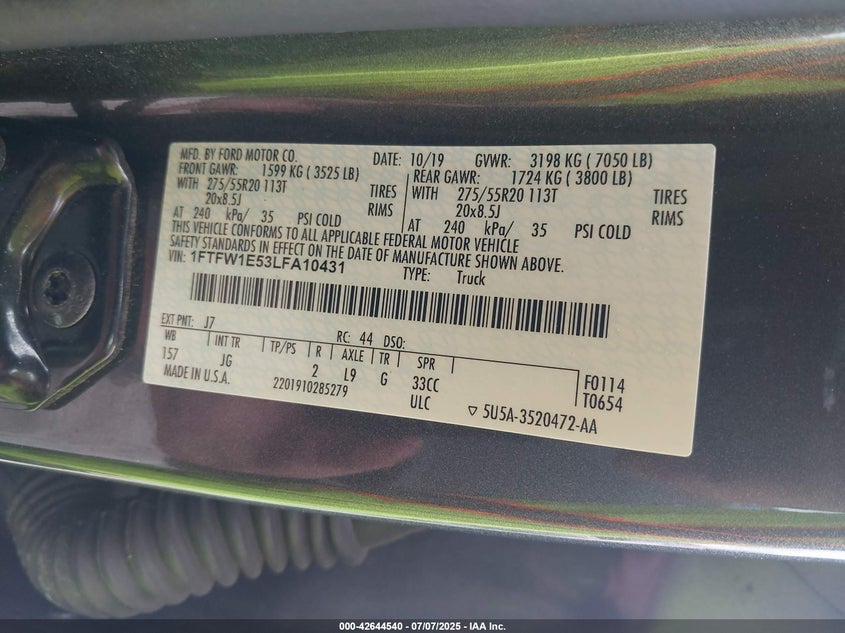 MFD. BY FORD MOTOR CO. DATE: 10/19 GVWR: 3198 KG ( 7050 LB)
FRONT GAWR: 1599 KG ( 3525 LB) REAR GAWR: 1724 KG ( 3800 LB)
WITH 275/55R20 113T TIRES WITH 275/55R20 113T TIRES
20x8.5J RIMS 20x8.5J RIMS
AT 240 kPa/ 35 PSI COLD AT 240 kPa/ 35 PSI COLD
THIS VEHICLE CONFORMS TO ALL APPLICABLE FEDERAL MOTOR VEHICLE
SAFETY STANDARDS IN EFFECT ON THE DATE OF MANUFACTURE SHOWN ABOVE.
VIN: 1FTFW1E53LFA10431 TYPE: Truck
EXT PNT: J7 RC: 44 DSO:
WB INT TR TP/PS R AXLE TR SPR
157 JG 2 L9 G 33CC F0114
MADE IN U.S.A. 2201910285279 ULC T0654
▽ 5U5A-3520472-AA
000-42644540 - 07/07/2025 - IAA Inc.